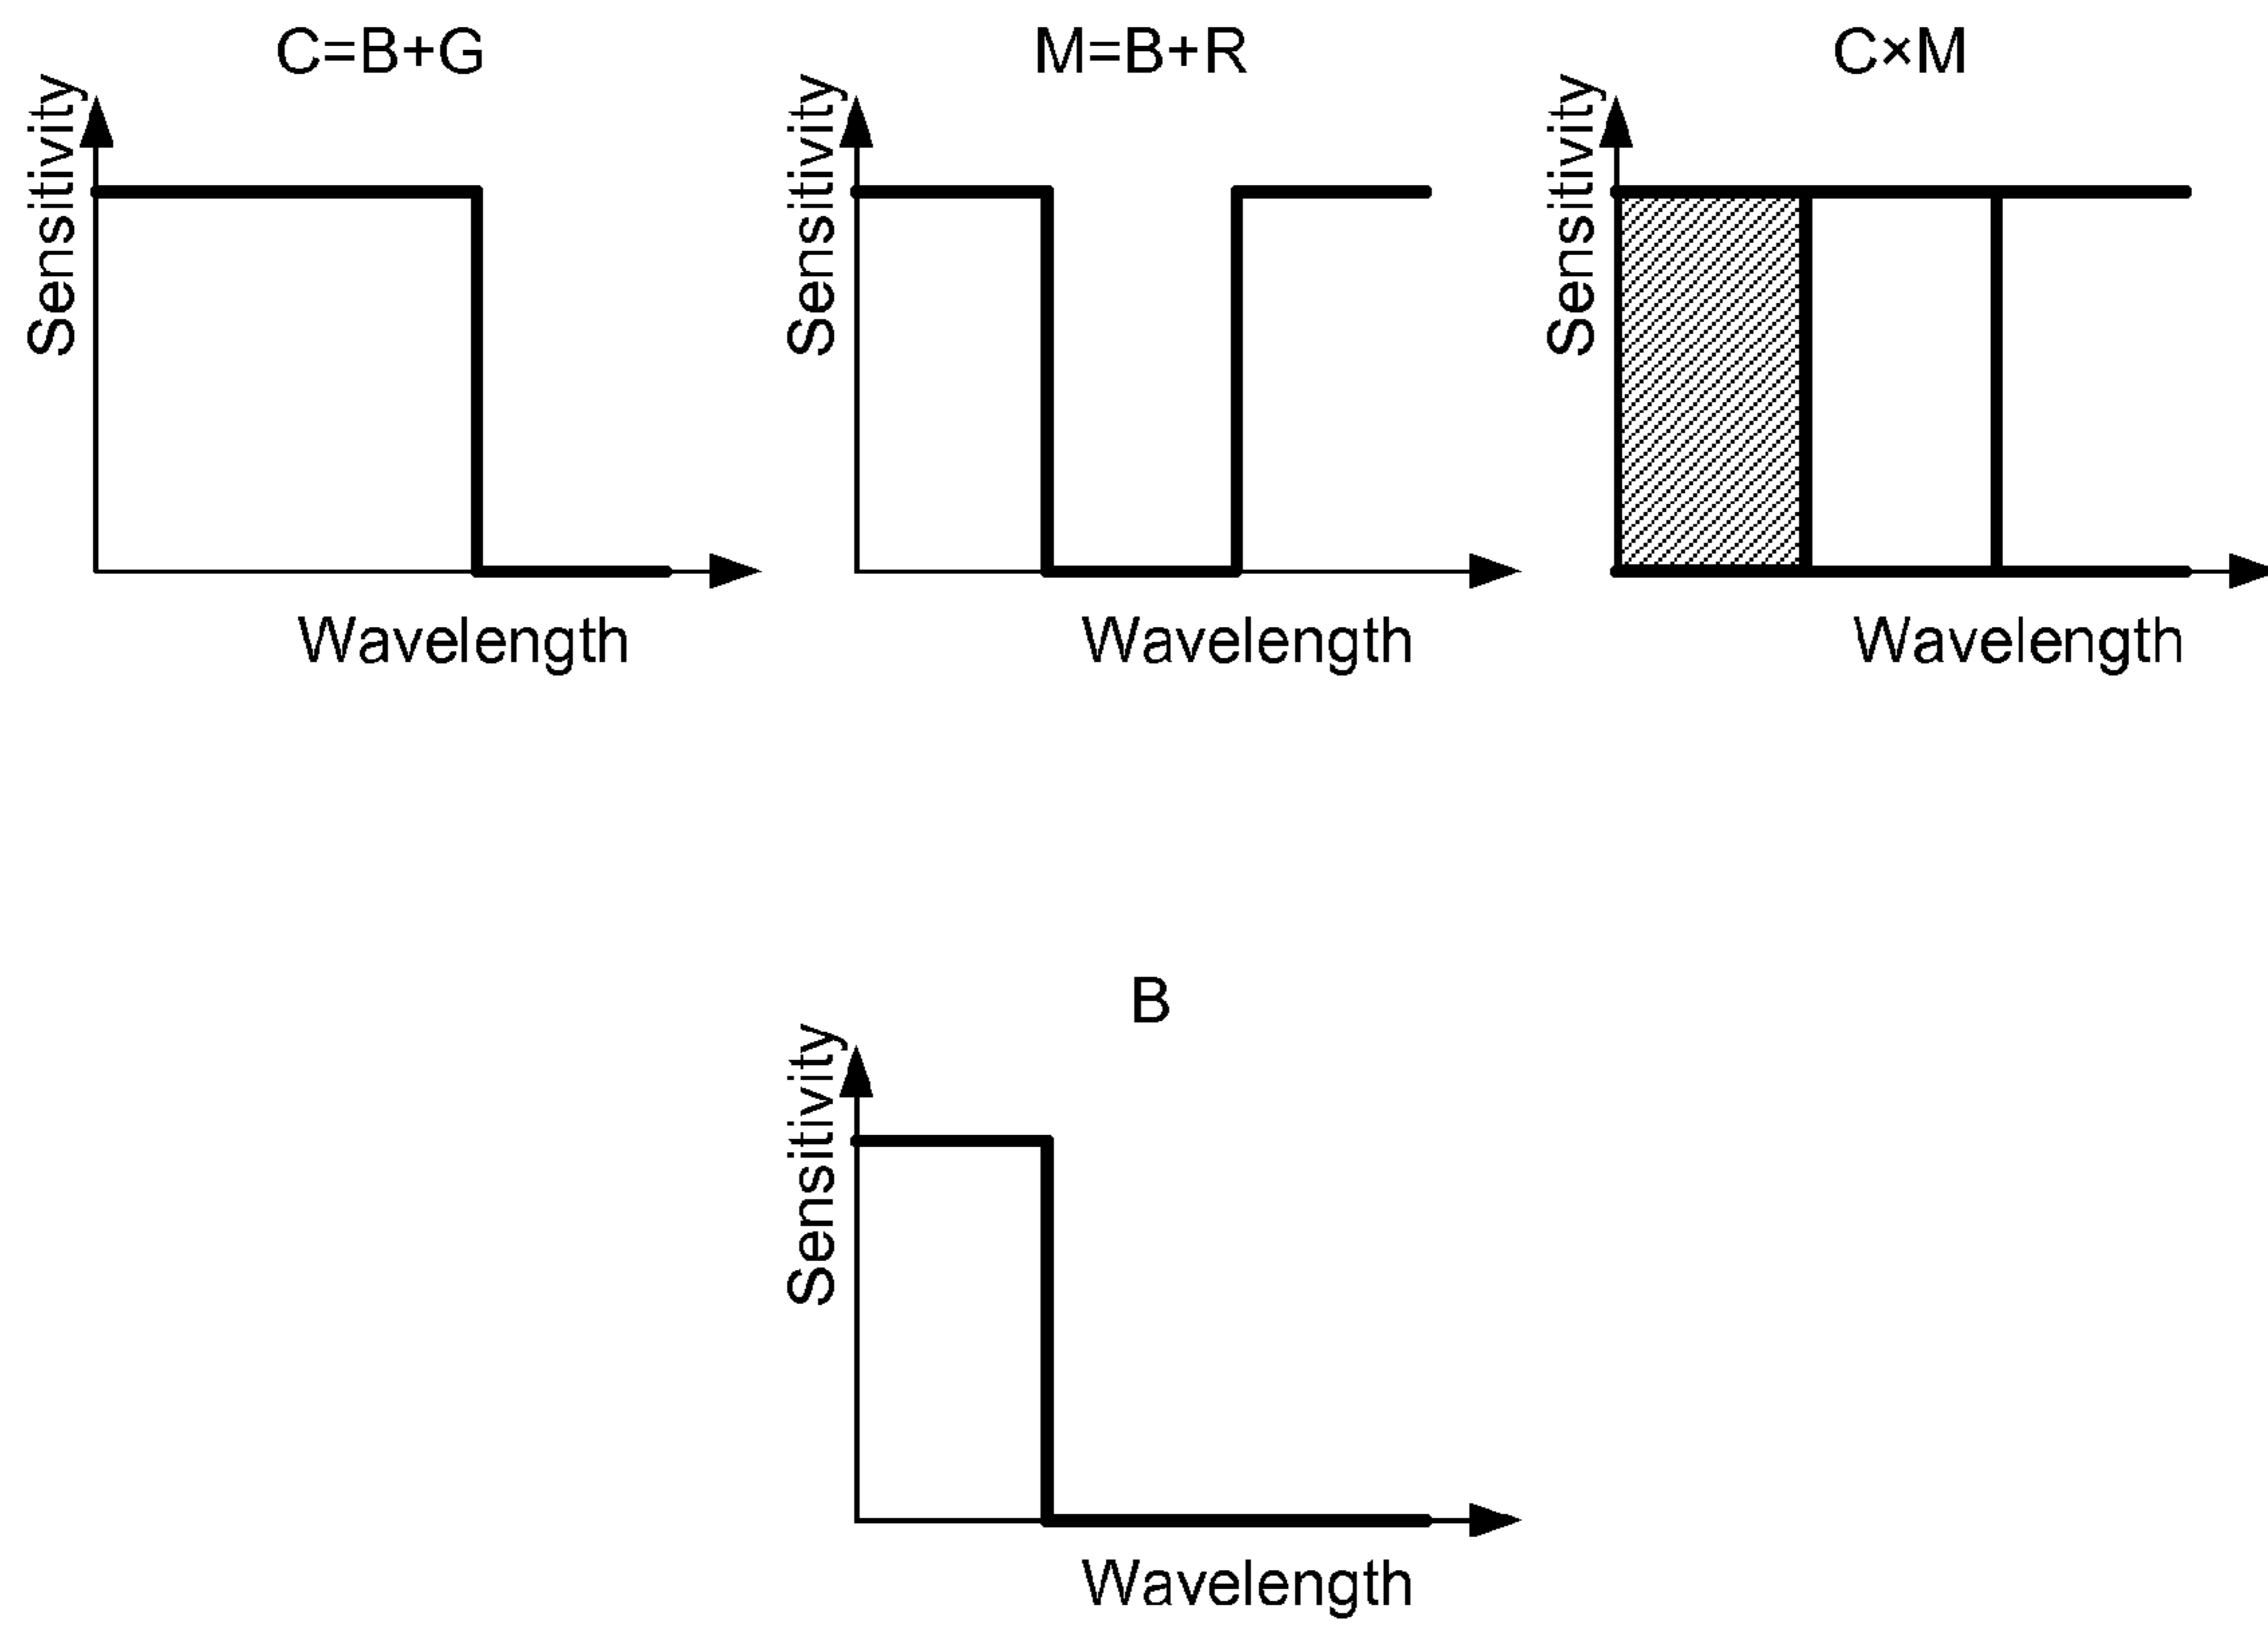 C=B+G
Sensitivity
Wavelength
M=B+R
Sensitivity
Wavelength
C×M
Sensitivity
Wavelength
B
Sensitivity
Wavelength